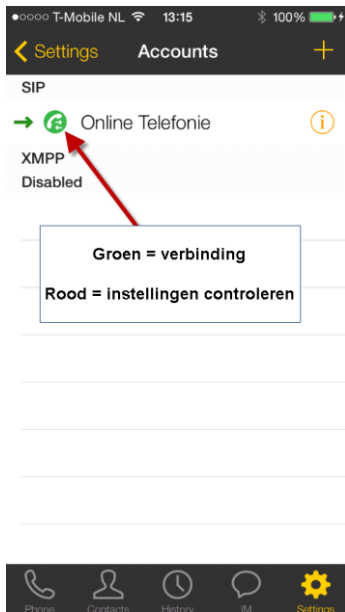 T-Mobile NL 13:15 100%
Settings Accounts +
SIP
Online Telefonie i
XMPP
Disabled
Groen = verbinding
Rood = instellingen controleren
Phone Contacts History IM Settings